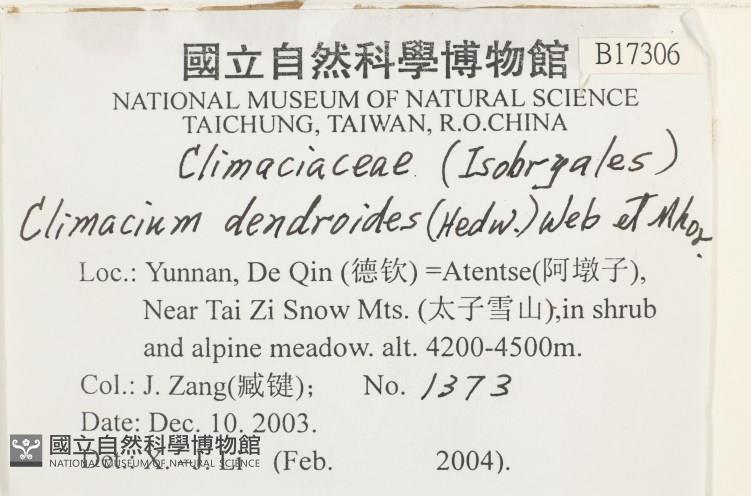 國立自然科學博物館 B17306
NATIONAL MUSEUM OF NATURAL SCIENCE
TAICHUNG, TAIWAN, R.O.CHINA
Climaciaceae (Isobryales)
Climacium dendroides (Hedw.) Web et
Loc.: Yunnan, De Qin (德钦) =Atentse(阿墩子),
Near Tai Zi Snow Mts. (太子雪山),in shrub
and alpine meadow. alt. 4200-4500m.
Col.: J. Zang(臧键); No. 1373
Date: Dec. 10. 2003.
國立自然科學博物館
NATIONAL MUSEUM OF NATURAL SCIENCE
Det.: X. -J. Li (Feb. 2004).